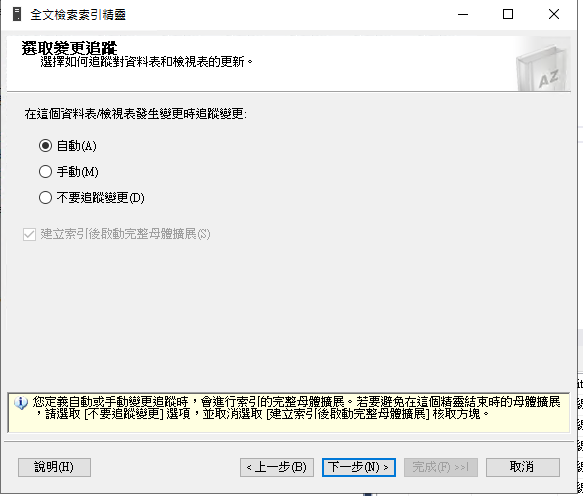 全文檢索索引精靈
選取變更追蹤
選擇如何追蹤對資料表和檢視表的更新。
AZ
在這個資料表/檢視表發生變更時追蹤變更:
自動(A)
手動(M)
不要追蹤變更(D)
建立索引後啟動完整母體擴展(S)
您定義自動或手動變更追蹤時，會進行索引的完整母體擴展。若要避免在這個精靈結束時的母體擴展
，請選取 [不要追蹤變更] 選項，並取消選取 [建立索引後啟動完整母體擴展] 核取方塊。
說明(H)
< 上一步(B)
下一步(N) >
完成(F) >>|
取消